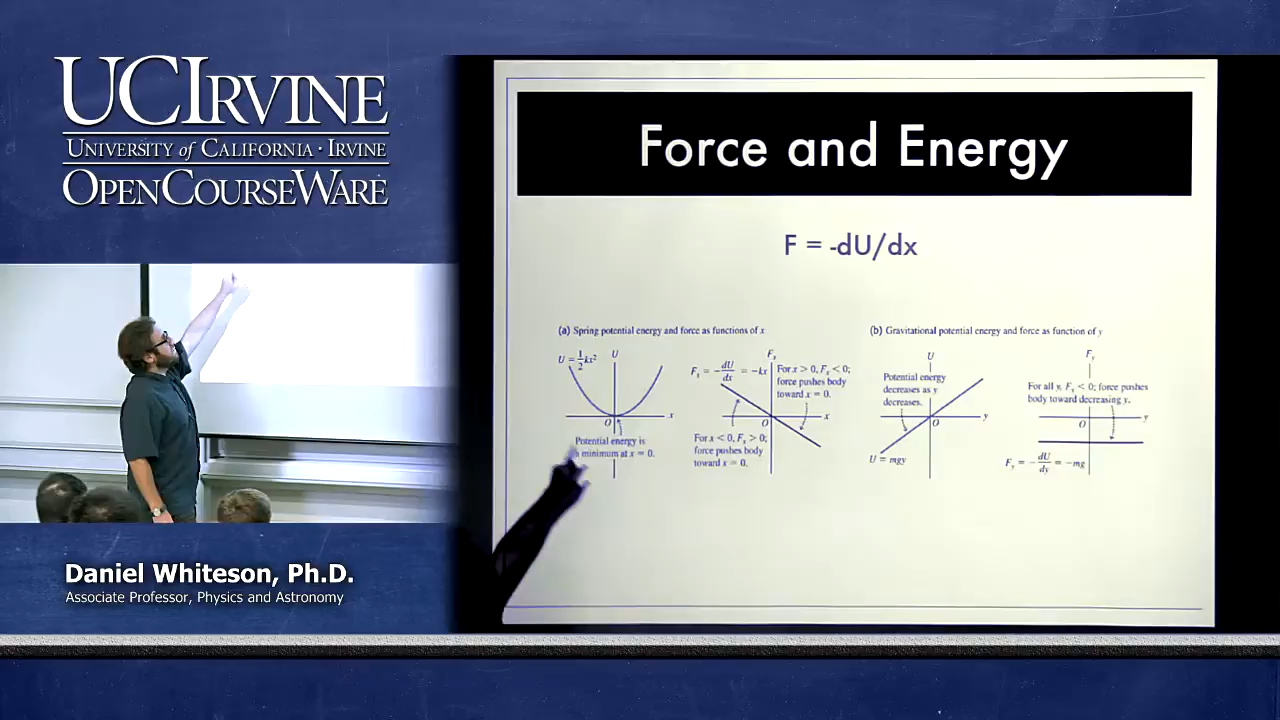 UCIRVINE
UNIVERSITY of CALIFORNIA · IRVINE
OPENCOURSEWARE
Daniel Whiteson, Ph.D.
Associate Professor, Physics and Astronomy
Force and Energy
F = -dU/dx
(a) Spring potential energy and force as functions of x
U = 1/2 kx²
U
x
O
Potential energy is
a minimum at x = 0.
Fx
Fx = - dU/dx = -kx
For x > 0, Fx < 0;
force pushes body
toward x = 0.
O
x
For x < 0, Fx > 0;
force pushes body
toward x = 0.
(b) Gravitational potential energy and force as function of y
U
Potential energy
decreases as y
decreases.
O
y
U = mgy
Fy
For all y, Fy < 0; force pushes
body toward decreasing y.
O
y
Fy = - dU/dy = -mg